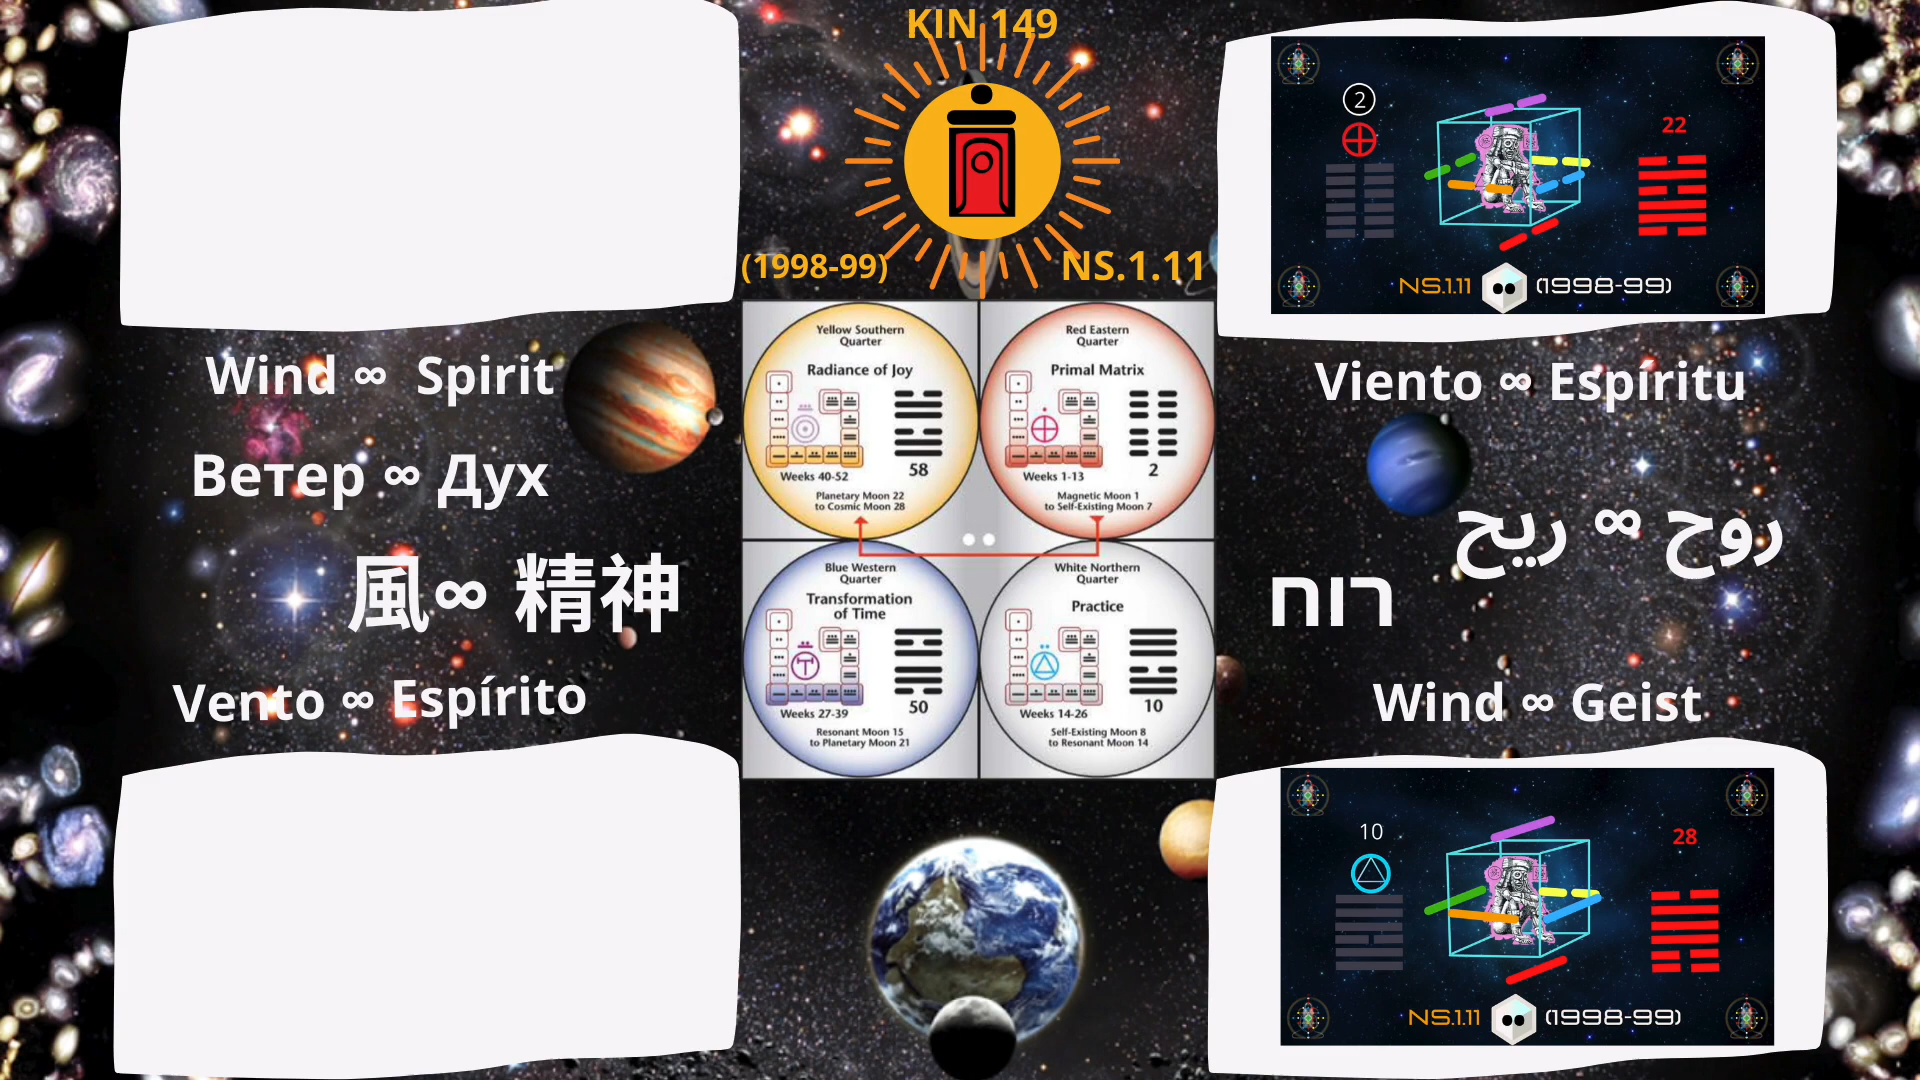 KIN 149
(1998-99)
NS.1.11
2
22
NS.1.11 (1998-99)
Wind ∞ Spirit
Ветер ∞ Дух
風∞ 精神
Vento ∞ Espírito
Yellow Southern
Quarter
Radiance of Joy
58
Weeks 40-52
Planetary Moon 22
to Cosmic Moon 28
Red Eastern
Quarter
Primal Matrix
2
Weeks 1-13
Magnetic Moon 1
to Self-Existing Moon 7
Blue Western
Quarter
Transformation
of Time
50
Weeks 27-39
Resonant Moon 15
to Planetary Moon 21
White Northern
Quarter
Practice
10
Weeks 14-26
Self-Existing Moon 8
to Resonant Moon 14
Viento ∞ Espíritu
روح ∞ ريح
רוח
Wind ∞ Geist
10
28
NS.1.11 (1998-99)